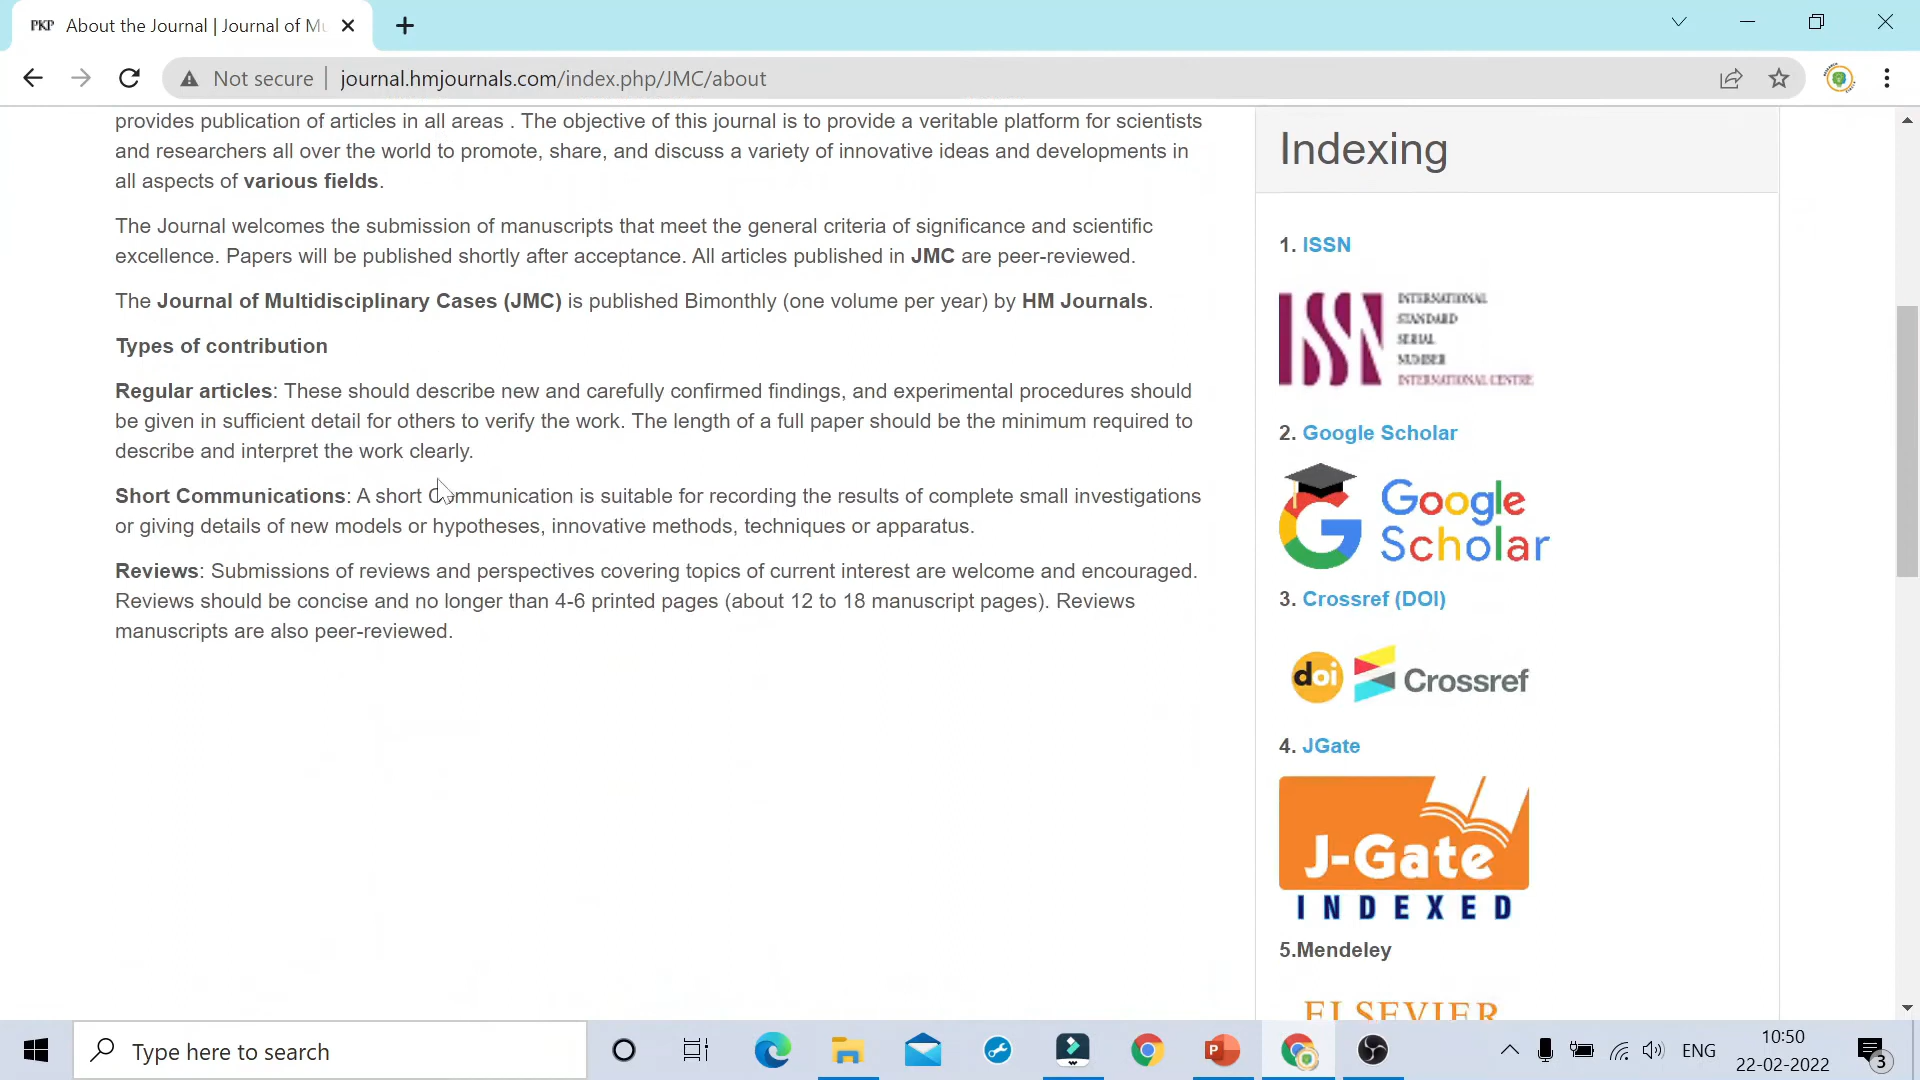 PKP About the Journal | Journal of Mu
Not secure | journal.hmjournals.com/index.php/JMC/about
provides publication of articles in all areas . The objective of this journal is to provide a veritable platform for scientists
and researchers all over the world to promote, share, and discuss a variety of innovative ideas and developments in
all aspects of various fields.
The Journal welcomes the submission of manuscripts that meet the general criteria of significance and scientific
excellence. Papers will be published shortly after acceptance. All articles published in JMC are peer-reviewed.
The Journal of Multidisciplinary Cases (JMC) is published Bimonthly (one volume per year) by HM Journals.
Types of contribution
Regular articles: These should describe new and carefully confirmed findings, and experimental procedures should
be given in sufficient detail for others to verify the work. The length of a full paper should be the minimum required to
describe and interpret the work clearly.
Short Communications: A short Communication is suitable for recording the results of complete small investigations
or giving details of new models or hypotheses, innovative methods, techniques or apparatus.
Reviews: Submissions of reviews and perspectives covering topics of current interest are welcome and encouraged.
Reviews should be concise and no longer than 4-6 printed pages (about 12 to 18 manuscript pages). Reviews
manuscripts are also peer-reviewed.
Indexing
1. ISSN
ISSN
INTERNATIONAL
STANDARD
SERIAL
NUMBER
INTERNATIONAL CENTRE
2. Google Scholar
Google
Scholar
3. Crossref (DOI)
doi Crossref
4. JGate
J-Gate
INDEXED
5.Mendeley
ELSEVIER
Type here to search
ENG
10:50
22-02-2022
3